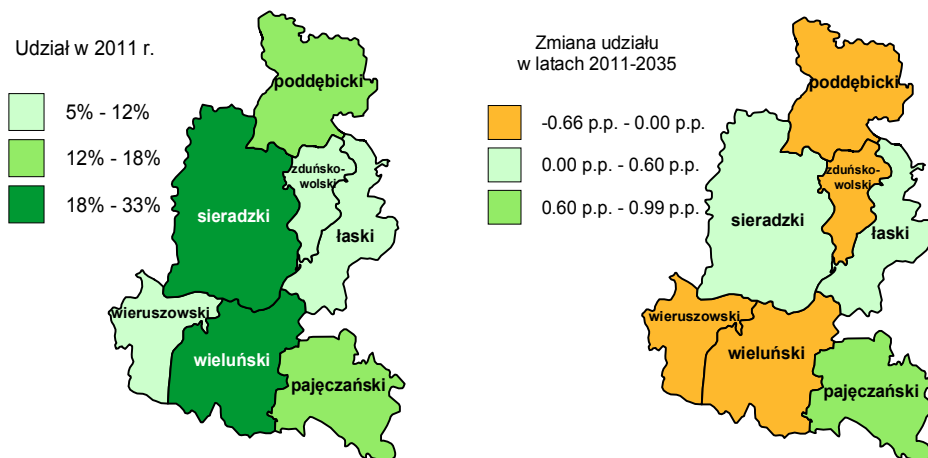 Udział w 2011 r.
5% - 12%
12% - 18%
18% - 33%
poddębicki
zduńsko-
wolski
sieradzki
łaski
wieruszowski
wieluński
pajęczański
Zmiana udziału
w latach 2011-2035
-0.66 p.p. - 0.00 p.p.
0.00 p.p. - 0.60 p.p.
0.60 p.p. - 0.99 p.p.
poddębicki
zduńsko-
wolski
sieradzki
łaski
wieruszowski
wieluński
pajęczański